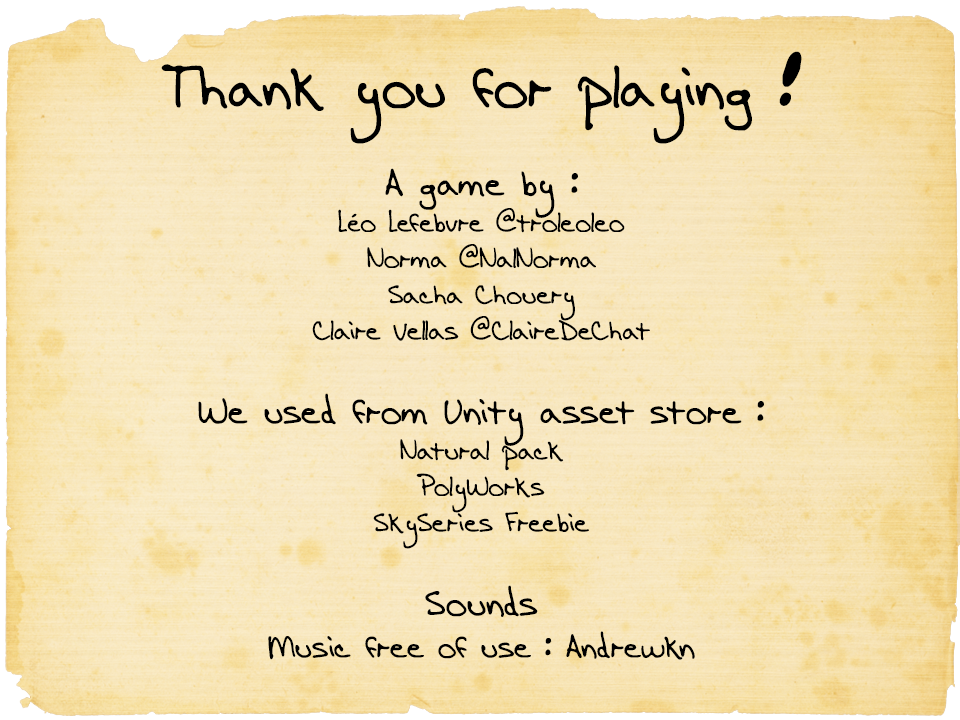 Thank you for playing !
A game by :
Léo Lefebvre @troleoleo
Norma @NalNorma
Sacha Chouery
Claire Vellas @ClaireDeChat
We used from Unity asset store :
Natural pack
PolyWorks
SkySeries Freebie
Sounds
Music free of use : Andrewkn